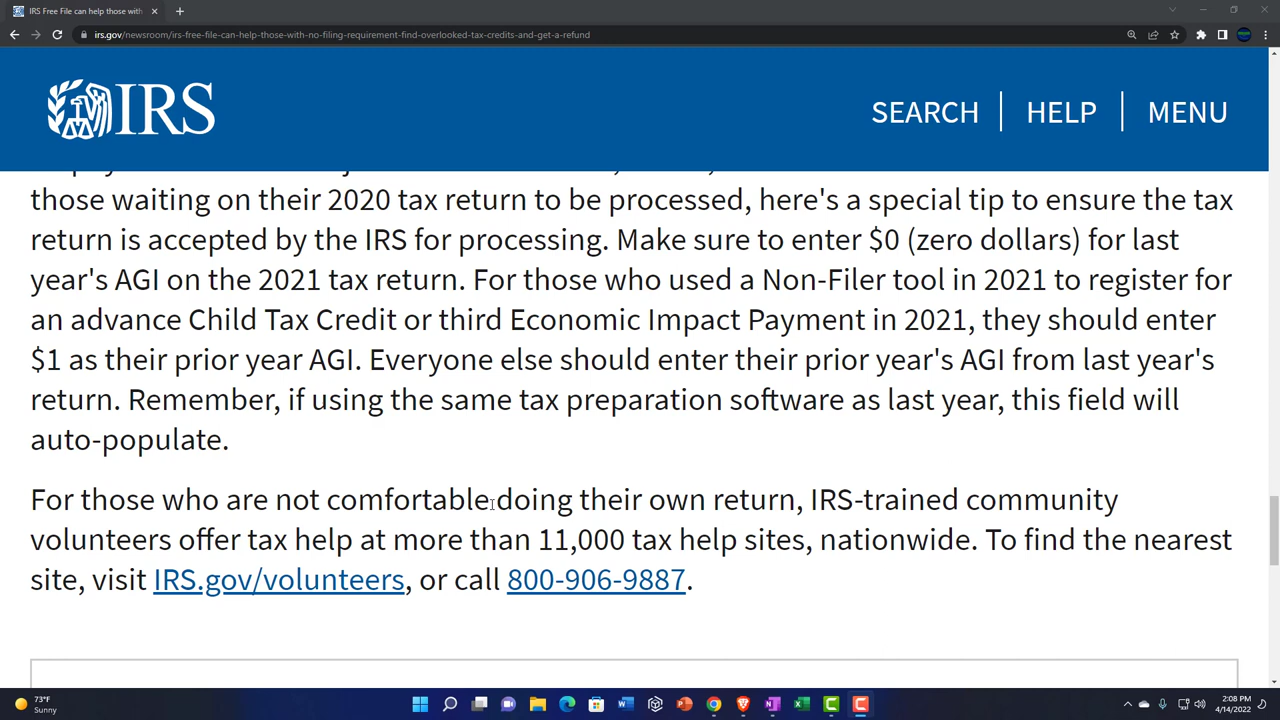 IRS Free File can help those with
irs.gov/newsroom/irs-free-file-can-help-those-with-no-filing-requirement-find-overlooked-tax-credits-and-get-a-refund
IRS
SEARCH
HELP
MENU
those waiting on their 2020 tax return to be processed, here's a special tip to ensure the tax
return is accepted by the IRS for processing. Make sure to enter $0 (zero dollars) for last
year's AGI on the 2021 tax return. For those who used a Non-Filer tool in 2021 to register for
an advance Child Tax Credit or third Economic Impact Payment in 2021, they should enter
$1 as their prior year AGI. Everyone else should enter their prior year's AGI from last year's
return. Remember, if using the same tax preparation software as last year, this field will
auto-populate.
For those who are not comfortable doing their own return, IRS-trained community
volunteers offer tax help at more than 11,000 tax help sites, nationwide. To find the nearest
site, visit IRS.gov/volunteers, or call 800-906-9887.
73°F
Sunny
2:08 PM
4/14/2022